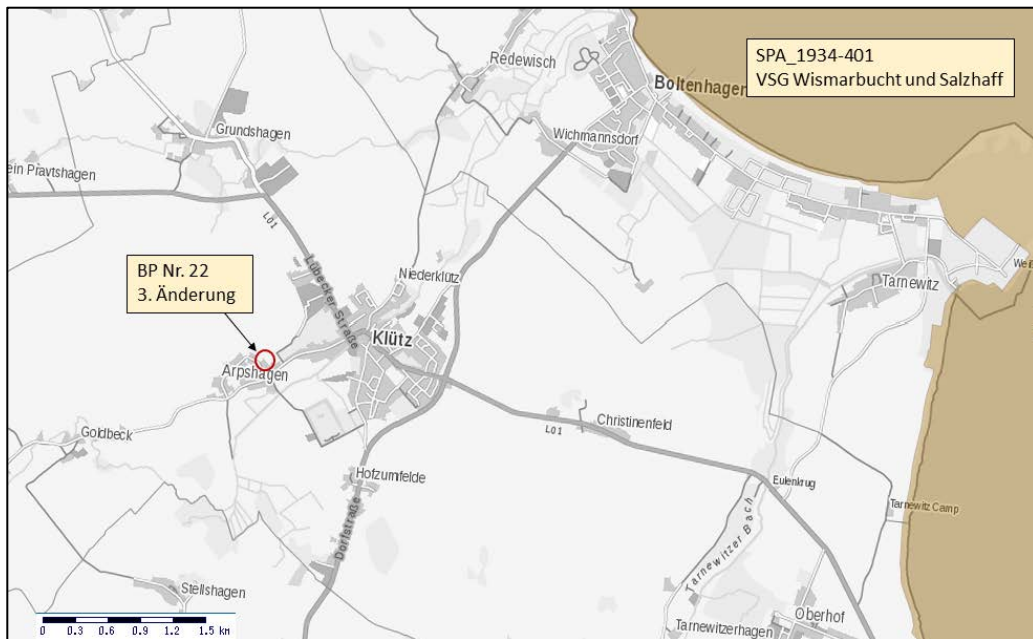 SPA_1934-401
VSG Wismarbucht und Salzhaff
Redewisch
Boltenhagen
Grundshagen
Wichmannsdorf
ein Pravtshagen
L01
BP Nr. 22
3. Änderung
Lübecker Straße
Niederklütz
Tarnewitz
Klütz
Arpshagen
Christinenfeld
L01
Goldbeck
Hofzumfelde
Eulenkrug
Tarnewitz Camp
Dorfstraße
Tarnewitzer Bach
Stellshagen
Oberhof
Tarnewitzerhagen
0 0.3 0.6 0.9 1.2 1.5 km